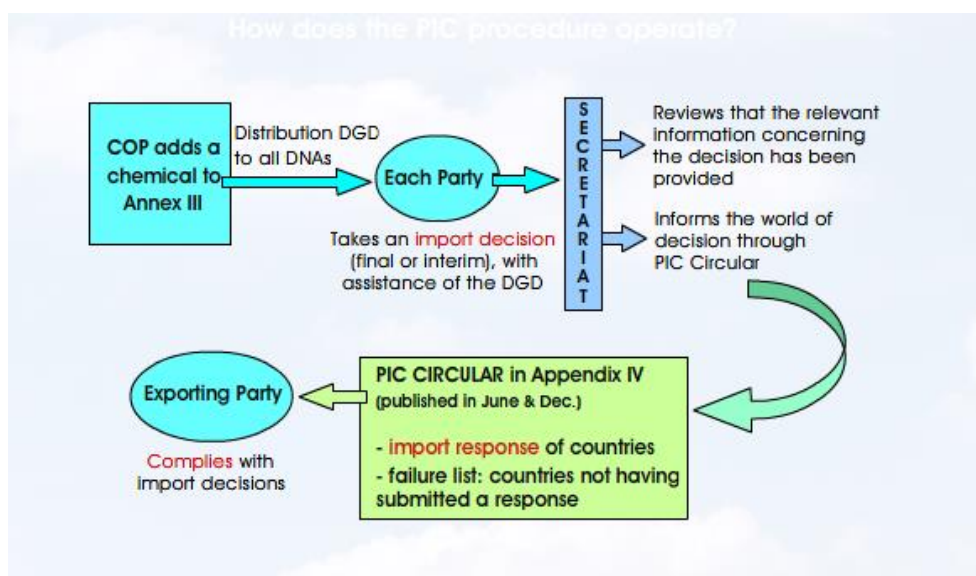 How does the PIC procedure operate?
COP adds a
chemical to
Annex III
Distribution DGD
to all DNAs
Each Party
Takes an import decision
(final or interim), with
assistance of the DGD
SECRETARIAT
Reviews that the relevant
information concerning
the decision has been
provided
Informs the world of
decision through
PIC Circular
Exporting Party
Complies with
import decisions
PIC CIRCULAR in Appendix IV
(published in June & Dec.)
- import response of countries
- failure list: countries not having
submitted a response